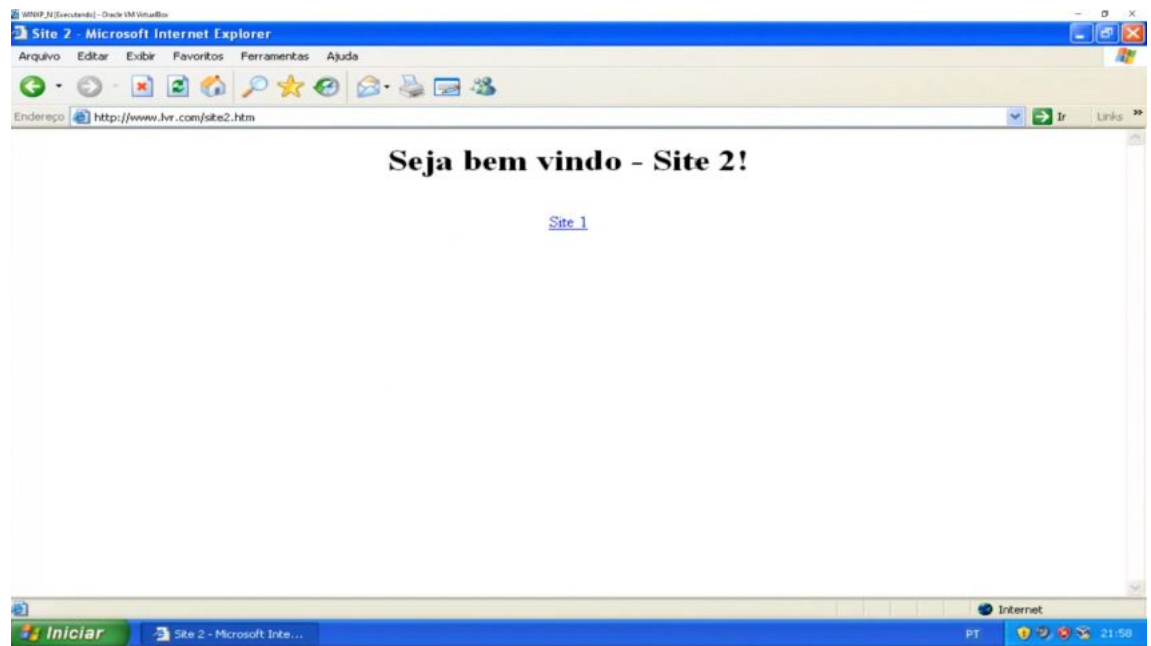 WINXP_N [Executando] - Oracle VM VirtualBox
Site 2 - Microsoft Internet Explorer
Arquivo Editar Exibir Favoritos Ferramentas Ajuda
Endereço http://www.lvr.com/site2.htm Ir Links »
Seja bem vindo - Site 2!
Site 1
Internet
Iniciar Site 2 - Microsoft Inte... PT 21:58